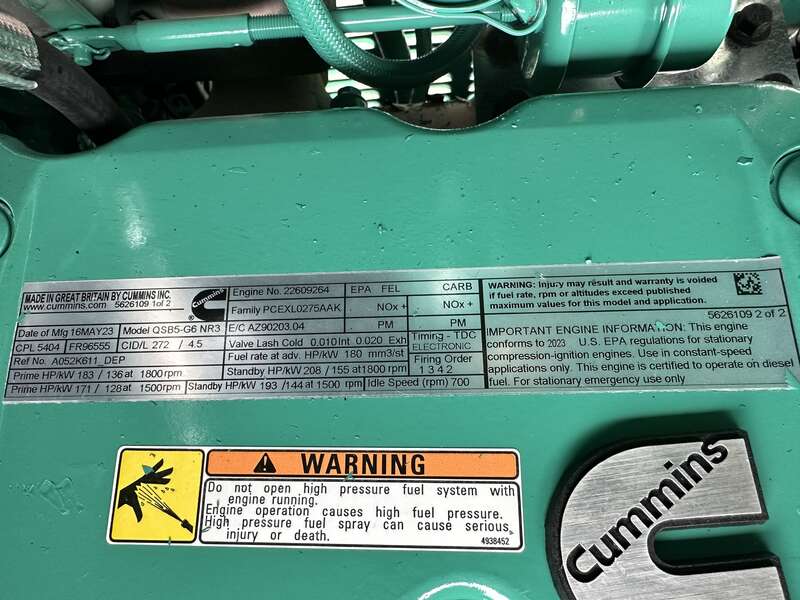 MADE IN GREAT BRITAIN BY CUMMINS INC.
www.cummins.com 5626109 1of 2
Cummins
Engine No. 22609264
EPA FEL CARB
Family PCEXL0275AAK
NOx + NOx +
Date of Mfg 16MAY23 Model QSB5-G6 NR3
E/C AZ90203.04
PM PM
CPL 5404 FR96555 CID/L 272 / 4.5
Valve Lash Cold 0.010 Int 0.020 Exh
Timing - TDC
ELECTRONIC
Ref No. A052K611_DEP
Fuel rate at adv. HP/kW 180 mm3/st
Firing Order
1 3 4 2
Prime HP/kW 183 / 136 at 1800 rpm
Standby HP/kW 208 / 155 at 1800 rpm
Prime HP/kW 171 / 128 at 1500 rpm
Standby HP/kW 193 / 144 at 1500 rpm
Idle Speed (rpm) 700
WARNING: Injury may result and warranty is voided
if fuel rate, rpm or altitudes exceed published
maximum values for this model and application.
5626109 2 of 2
IMPORTANT ENGINE INFORMATION: This engine
conforms to 2023 U.S. EPA regulations for stationary
compression-ignition engines. Use in constant-speed
applications only. This engine is certified to operate on diesel
fuel. For stationary emergency use only
WARNING
Do not open high pressure fuel system with
engine running.
Engine operation causes high fuel pressure.
High pressure fuel spray can cause serious
injury or death.
4938452
Cummins